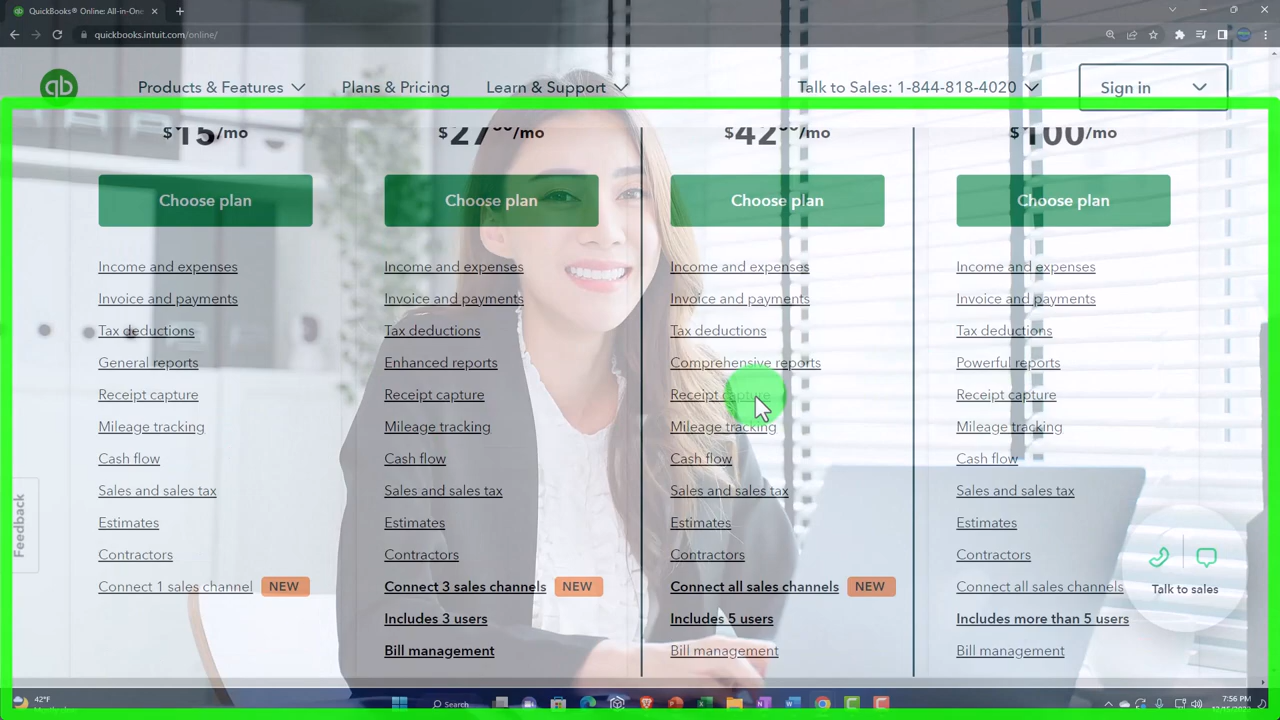 QuickBooks® Online: All-in-One
quickbooks.intuit.com/online/
qb
Products & Features
Plans & Pricing
Learn & Support
Talk to Sales: 1-844-818-4020
Sign in
$15/mo
$27⁵⁰/mo
$42⁵⁰/mo
$100/mo
Choose plan
Choose plan
Choose plan
Choose plan
Income and expenses
Invoice and payments
Tax deductions
General reports
Receipt capture
Mileage tracking
Cash flow
Sales and sales tax
Estimates
Contractors
Connect 1 sales channel NEW
Income and expenses
Invoice and payments
Tax deductions
Enhanced reports
Receipt capture
Mileage tracking
Cash flow
Sales and sales tax
Estimates
Contractors
Connect 3 sales channels NEW
Includes 3 users
Bill management
Income and expenses
Invoice and payments
Tax deductions
Comprehensive reports
Receipt capture
Mileage tracking
Cash flow
Sales and sales tax
Estimates
Contractors
Connect all sales channels NEW
Includes 5 users
Bill management
Income and expenses
Invoice and payments
Tax deductions
Powerful reports
Receipt capture
Mileage tracking
Cash flow
Sales and sales tax
Estimates
Contractors
Connect all sales channels
Includes more than 5 users
Bill management
Feedback
Talk to sales
42°F
Search
7:56 PM